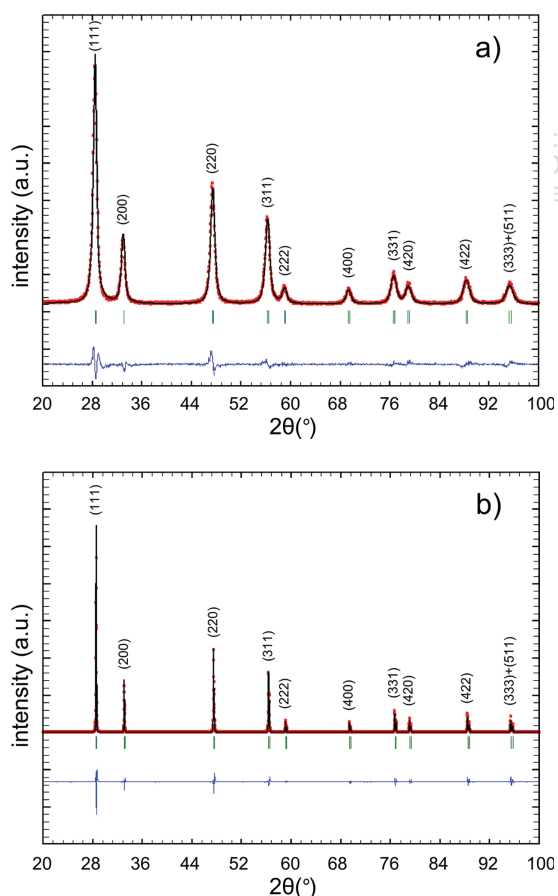 a)
(111)
(200)
(220)
(311)
(222)
(400)
(331)
(420)
(422)
(333)+(511)
intensity (a.u.)
20 28 36 44 52 60 68 76 84 92 100
2θ(°)
b)
(111)
(200)
(220)
(311)
(222)
(400)
(331)
(420)
(422)
(333)+(511)
intensity (a.u.)
20 28 36 44 52 60 68 76 84 92 100
2θ(°)